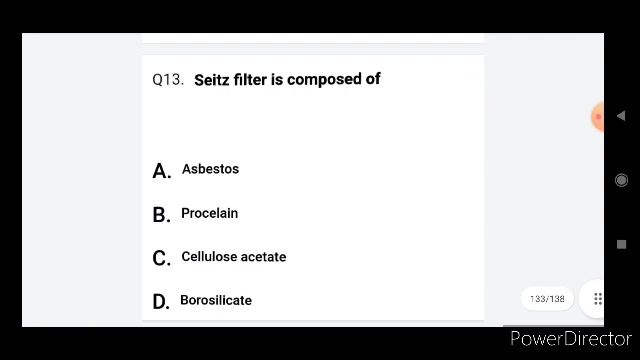 Q13. Seitz filter is composed of
A. Asbestos
B. Procelain
C. Cellulose acetate
D. Borosilicate
133/138
PowerDirector